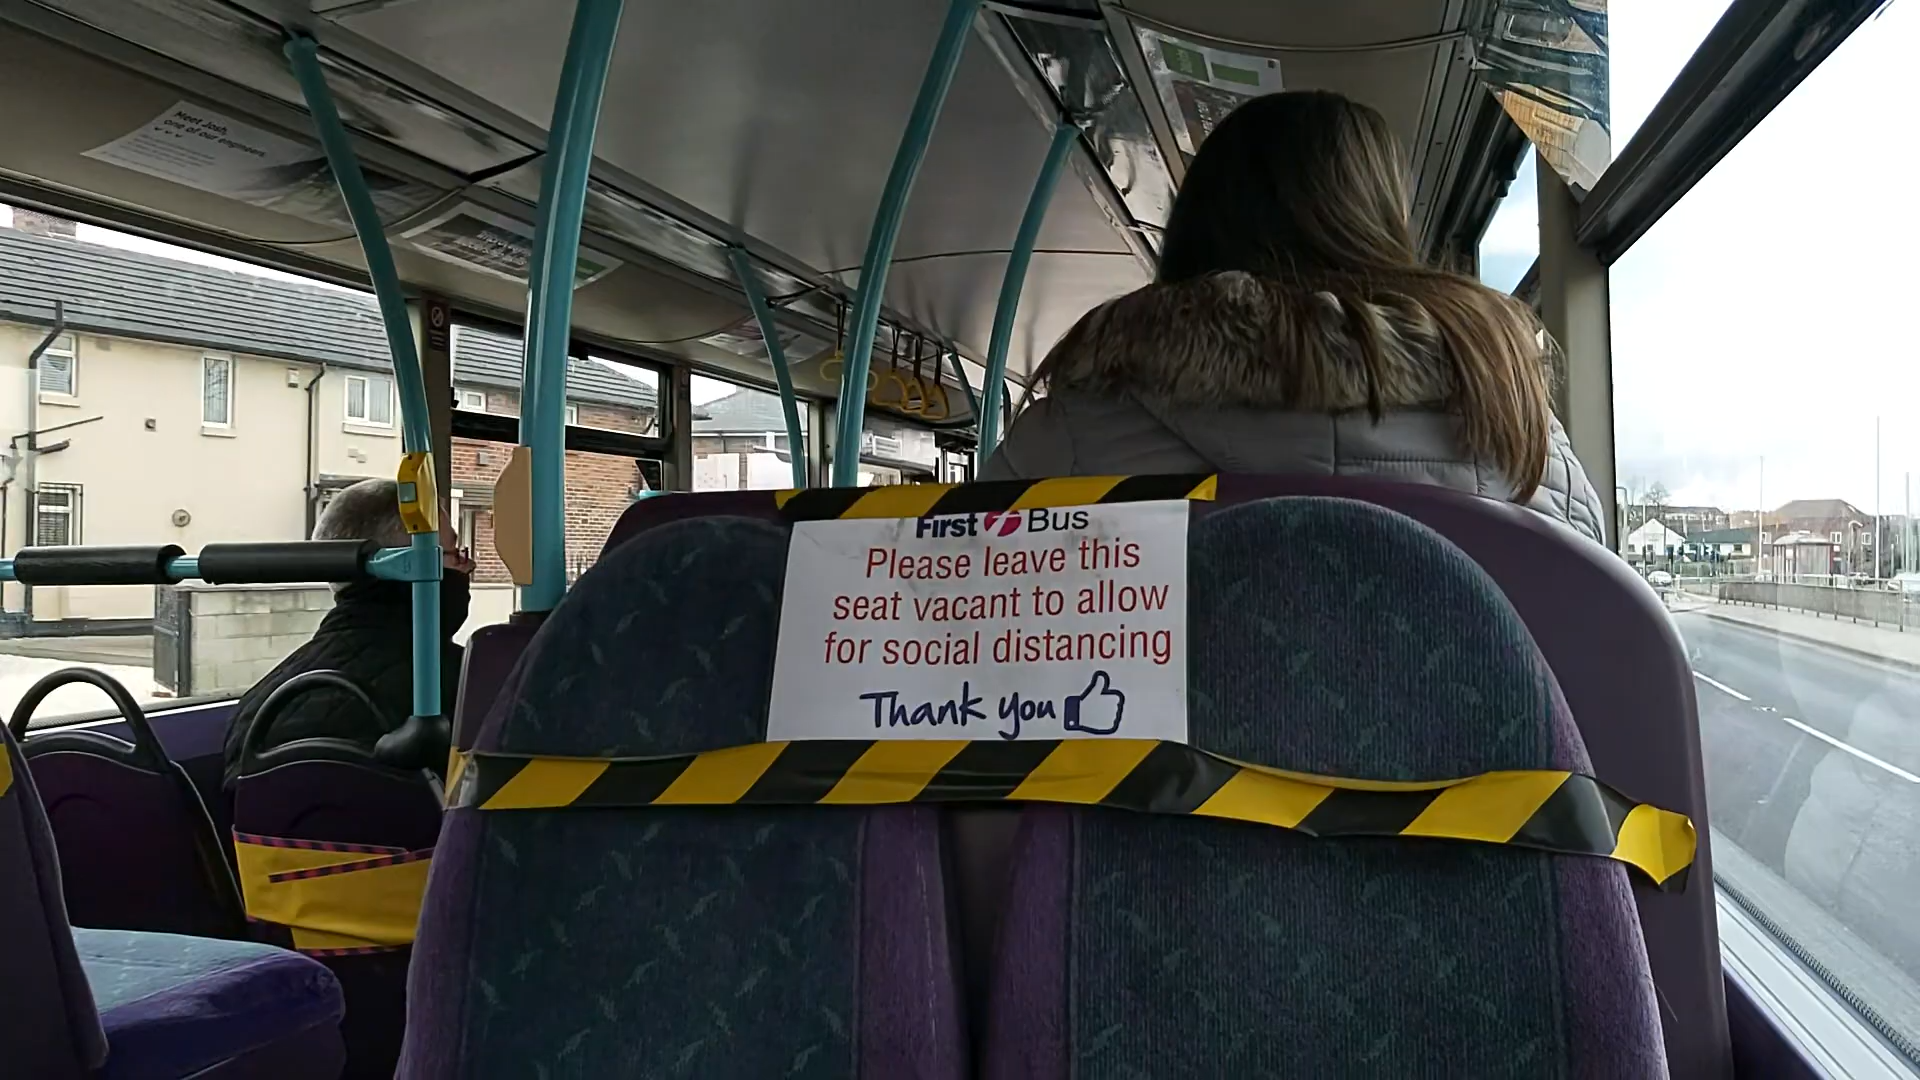 Meet Josh,
one of our engineers
First Bus
Please leave this
seat vacant to allow
for social distancing
Thank you